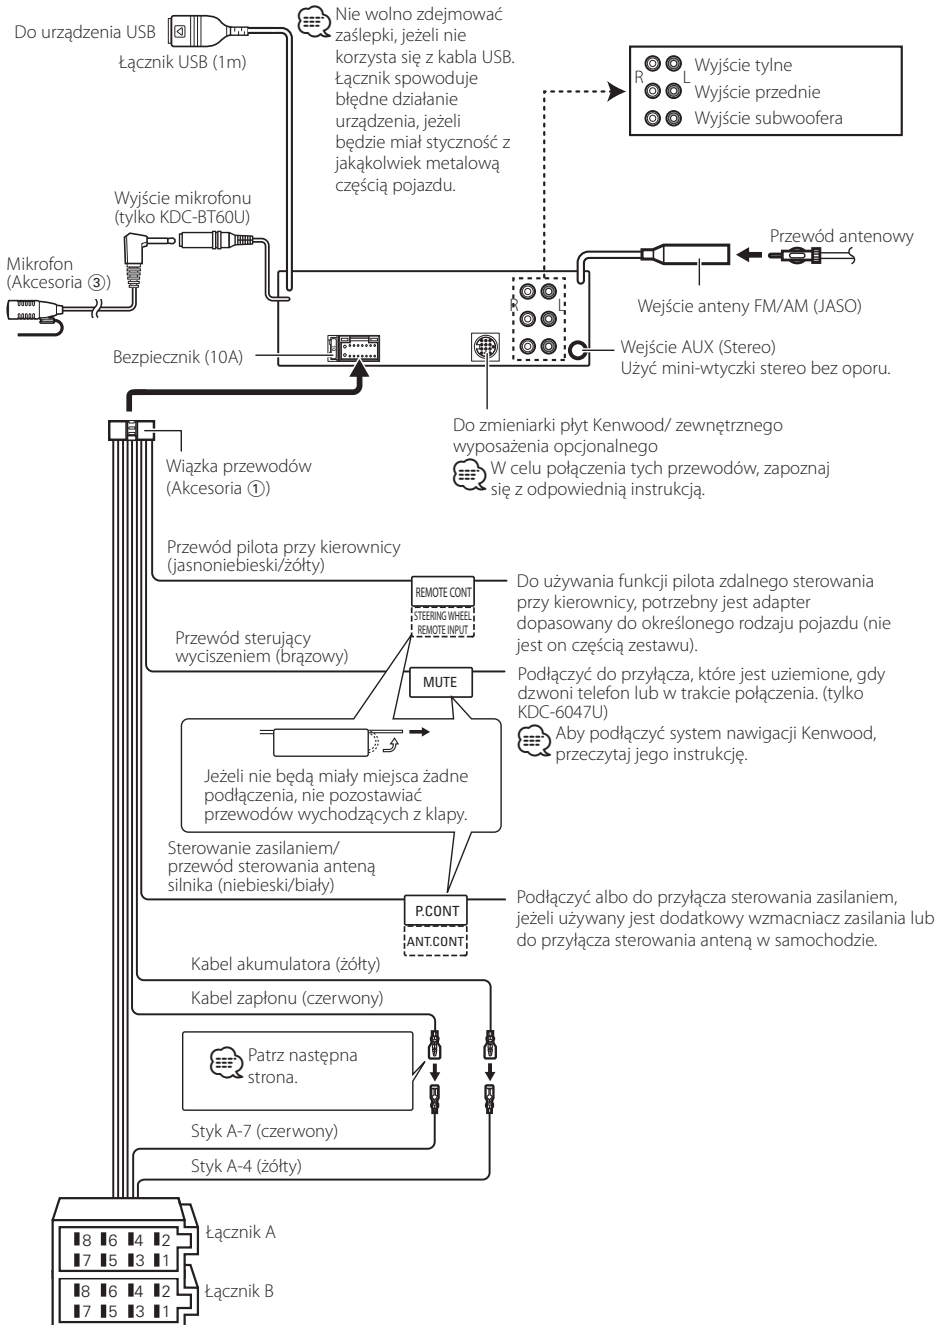 Do urządzenia USB
Łącznik USB (1m)
Nie wolno zdejmować
zaślepki, jeżeli nie
korzysta się z kabla USB.
Łącznik spowoduje
błędne działanie
urządzenia, jeżeli
będzie miał styczność z
jakąkolwiek metalową
częścią pojazdu.
R
L
Wyjście tylne
Wyjście przednie
Wyjście subwoofera
Wyjście mikrofonu
(tylko KDC-BT60U)
Mikrofon
(Akcesoria ③)
Przewód antenowy
Wejście anteny FM/AM (JASO)
R
L
Bezpiecznik (10A)
Wejście AUX (Stereo)
Użyć mini-wtyczki stereo bez oporu.
Do zmieniarki płyt Kenwood/ zewnętrznego
wyposażenia opcjonalnego
W celu połączenia tych przewodów, zapoznaj
się z odpowiednią instrukcją.
Wiązka przewodów
(Akcesoria ①)
Przewód pilota przy kierownicy
(jasnoniebieski/żółty)
REMOTE CONT
STEERING WHEEL
REMOTE INPUT
Do używania funkcji pilota zdalnego sterowania
przy kierownicy, potrzebny jest adapter
dopasowany do określonego rodzaju pojazdu (nie
jest on częścią zestawu).
Przewód sterujący
wyciszeniem (brązowy)
MUTE
Podłączyć do przyłącza, które jest uziemione, gdy
dzwoni telefon lub w trakcie połączenia. (tylko
KDC-6047U)
Aby podłączyć system nawigacji Kenwood,
przeczytaj jego instrukcję.
Jeżeli nie będą miały miejsca żadne
podłączenia, nie pozostawiać
przewodów wychodzących z klapy.
Sterowanie zasilaniem/
przewód sterowania anteną
silnika (niebieski/biały)
P.CONT
ANT.CONT
Podłączyć albo do przyłącza sterowania zasilaniem,
jeżeli używany jest dodatkowy wzmacniacz zasilania lub
do przyłącza sterowania anteną w samochodzie.
Kabel akumulatora (żółty)
Kabel zapłonu (czerwony)
Patrz następna
strona.
Styk A-7 (czerwony)
Styk A-4 (żółty)
Łącznik A
8 6 4 2
7 5 3 1
Łącznik B
8 6 4 2
7 5 3 1